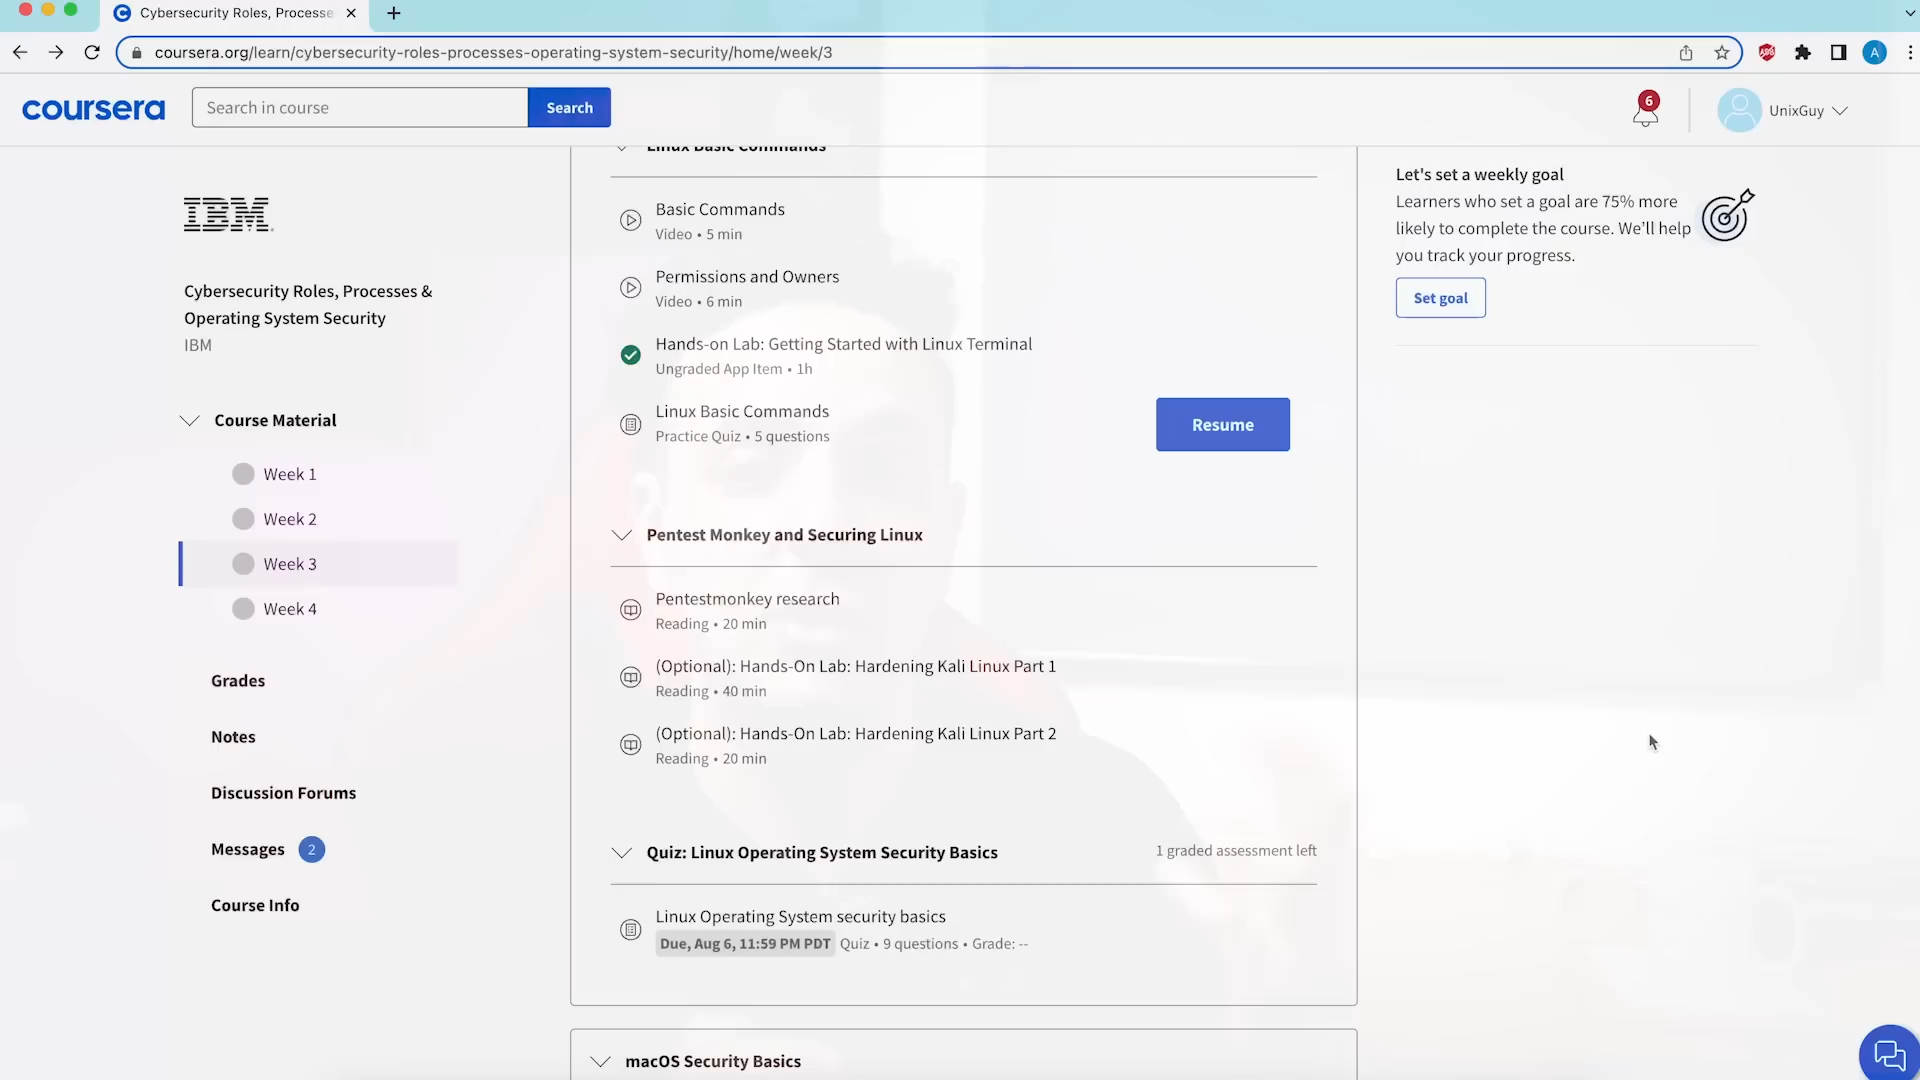 Cybersecurity Roles, Processe
coursera.org/learn/cybersecurity-roles-processes-operating-system-security/home/week/3
A
coursera
Search in course
Search
6
UnixGuy
IBM
Cybersecurity Roles, Processes &
Operating System Security
IBM
Course Material
Week 1
Week 2
Week 3
Week 4
Grades
Notes
Discussion Forums
Messages 2
Course Info
Linux Basic Commands
Basic Commands
Video • 5 min
Permissions and Owners
Video • 6 min
Hands-on Lab: Getting Started with Linux Terminal
Ungraded App Item • 1h
Linux Basic Commands
Practice Quiz • 5 questions
Resume
Pentest Monkey and Securing Linux
Pentestmonkey research
Reading • 20 min
(Optional): Hands-On Lab: Hardening Kali Linux Part 1
Reading • 40 min
(Optional): Hands-On Lab: Hardening Kali Linux Part 2
Reading • 20 min
Quiz: Linux Operating System Security Basics
1 graded assessment left
Linux Operating System security basics
Due, Aug 6, 11:59 PM PDT Quiz • 9 questions • Grade: --
macOS Security Basics
Let's set a weekly goal
Learners who set a goal are 75% more
likely to complete the course. We'll help
you track your progress.
Set goal